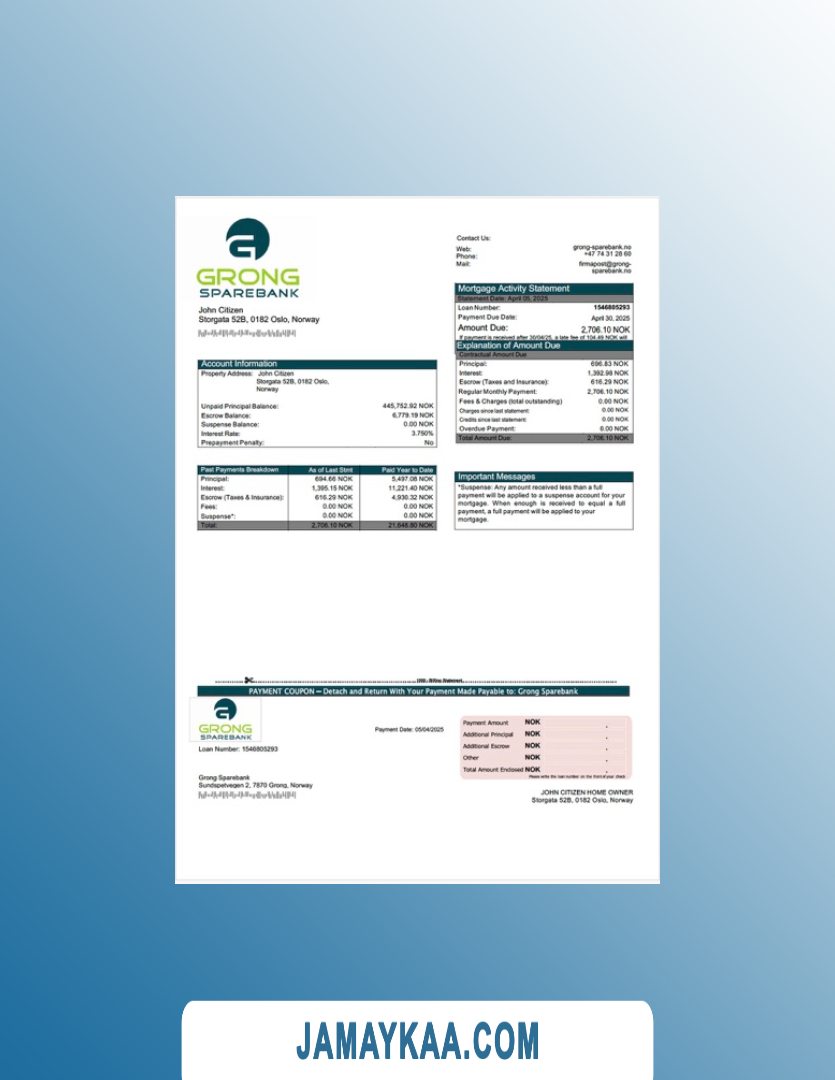 GRONG
SPAREBANK
John Citizen
Storgata 52B, 0182 Oslo, Norway
Contact Us:
Web: grong-sparebank.no
Phone: +47 74 31 28 60
Mail: firmapost@grong-
sparebank.no
Mortgage Activity Statement
Statement Date: April 05, 2025
Loan Number: 1546805293
Payment Due Date: April 30, 2025
Amount Due: 2,706.10 NOK
If payment is received after 30/04/25, a late fee of 104.49 NOK will
Explanation of Amount Due
Contractual Amount Due
Principal: 696.83 NOK
Interest: 1,392.98 NOK
Escrow (Taxes and Insurance): 616.29 NOK
Regular Monthly Payment: 2,706.10 NOK
Fees & Charges (total outstanding) 0.00 NOK
Charges since last statement: 0.00 NOK
Credits since last statement: 0.00 NOK
Overdue Payment: 0.00 NOK
Total Amount Due: 2,706.10 NOK
Account Information
Property Address: John Citizen
Storgata 52B, 0182 Oslo,
Norway
Unpaid Principal Balance: 445,752.92 NOK
Escrow Balance: 6,779.19 NOK
Suspense Balance: 0.00 NOK
Interest Rate: 3.750%
Prepayment Penalty: No
Past Payments Breakdown As of Last Stmt Paid Year to Date
Principal: 694.66 NOK 5,497.08 NOK
Interest: 1,395.15 NOK 11,221.40 NOK
Escrow (Taxes & Insurance): 616.29 NOK 4,930.32 NOK
Fees: 0.00 NOK 0.00 NOK
Suspense*: 0.00 NOK 0.00 NOK
Total: 2,706.10 NOK 21,648.80 NOK
Important Messages
*Suspense: Any amount received less than a full
payment will be applied to a suspense account for your
mortgage. When enough is received to equal a full
payment, a full payment will be applied to your
mortgage.
PAYMENT COUPON – Detach and Return With Your Payment Made Payable to: Grong Sparebank
GRONG
SPAREBANK
Loan Number: 1546805293
Payment Date: 05/04/2025
Payment Amount NOK .
Additional Principal NOK .
Additional Escrow NOK .
Other NOK .
Total Amount Enclosed NOK .
Please write the loan number on the front of your check.
Grong Sparebank
Sundspetvegen 2, 7870 Grong, Norway
JOHN CITIZEN HOME OWNER
Storgata 52B, 0182 Oslo, Norway
JAMAYKAA.COM